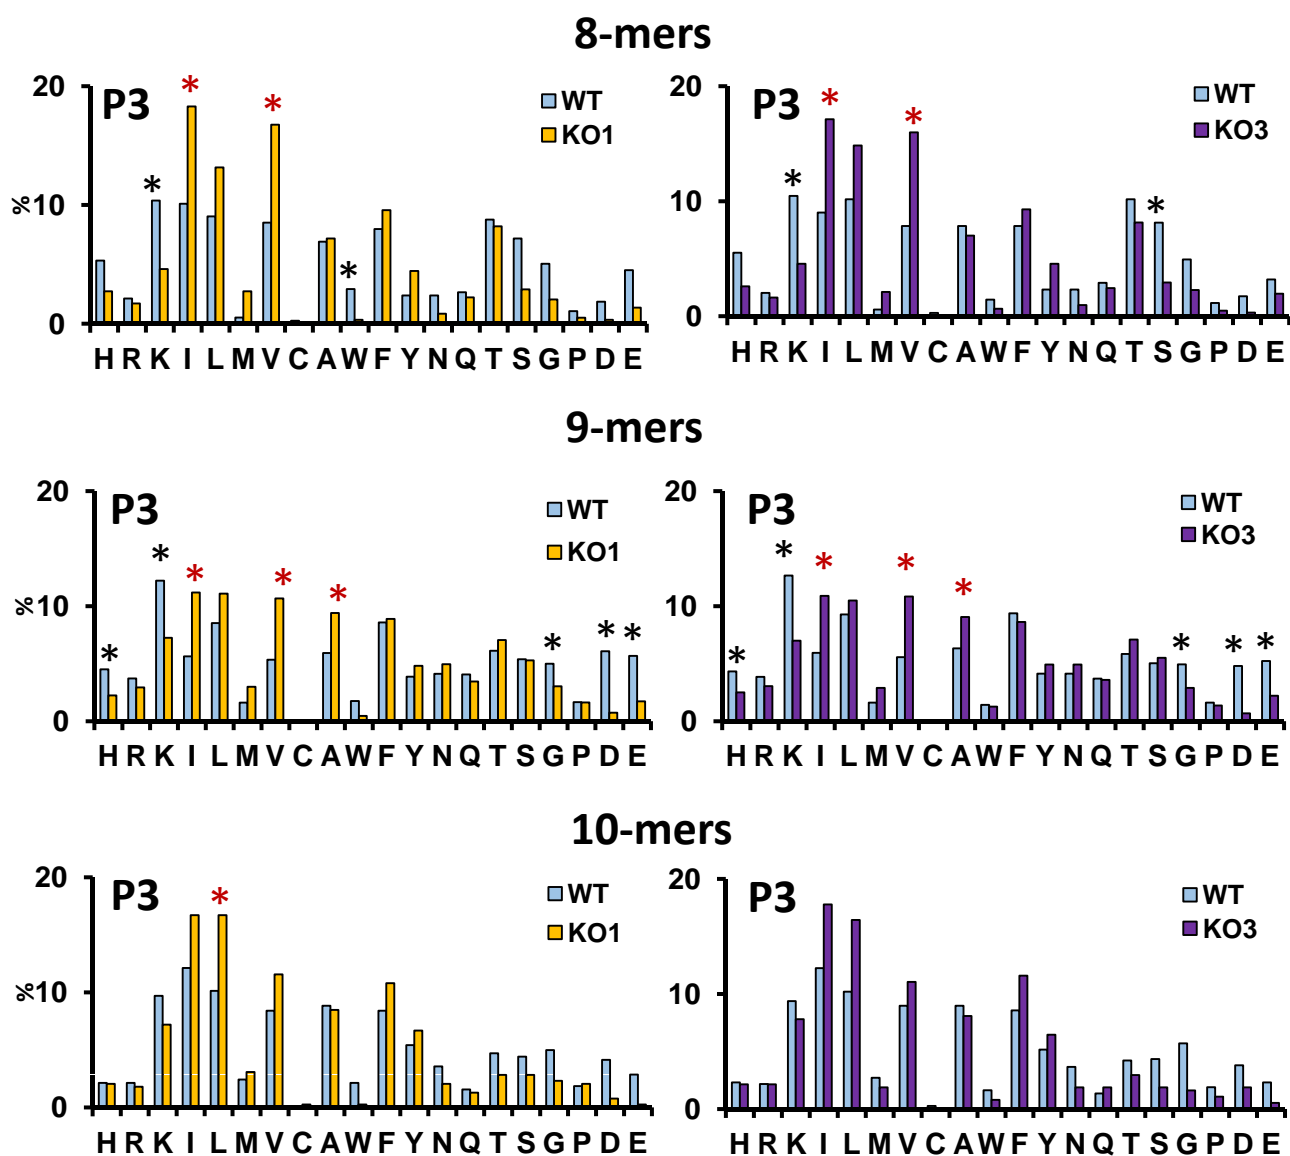 8-mers
20
10
0
%
P3
* * * * 
WT
KO1
H R K I L M V C A W F Y N Q T S G P D E
20
10
0
P3
* * * *
WT
KO3
H R K I L M V C A W F Y N Q T S G P D E
9-mers
20
10
0
%
P3
* * * * * * * *
WT
KO1
H R K I L M V C A W F Y N Q T S G P D E
20
10
0
P3
* * * * * * * *
WT
KO3
H R K I L M V C A W F Y N Q T S G P D E
10-mers
20
10
0
%
P3
*
WT
KO1
H R K I L M V C A W F Y N Q T S G P D E
20
10
0
P3
WT
KO3
H R K I L M V C A W F Y N Q T S G P D E